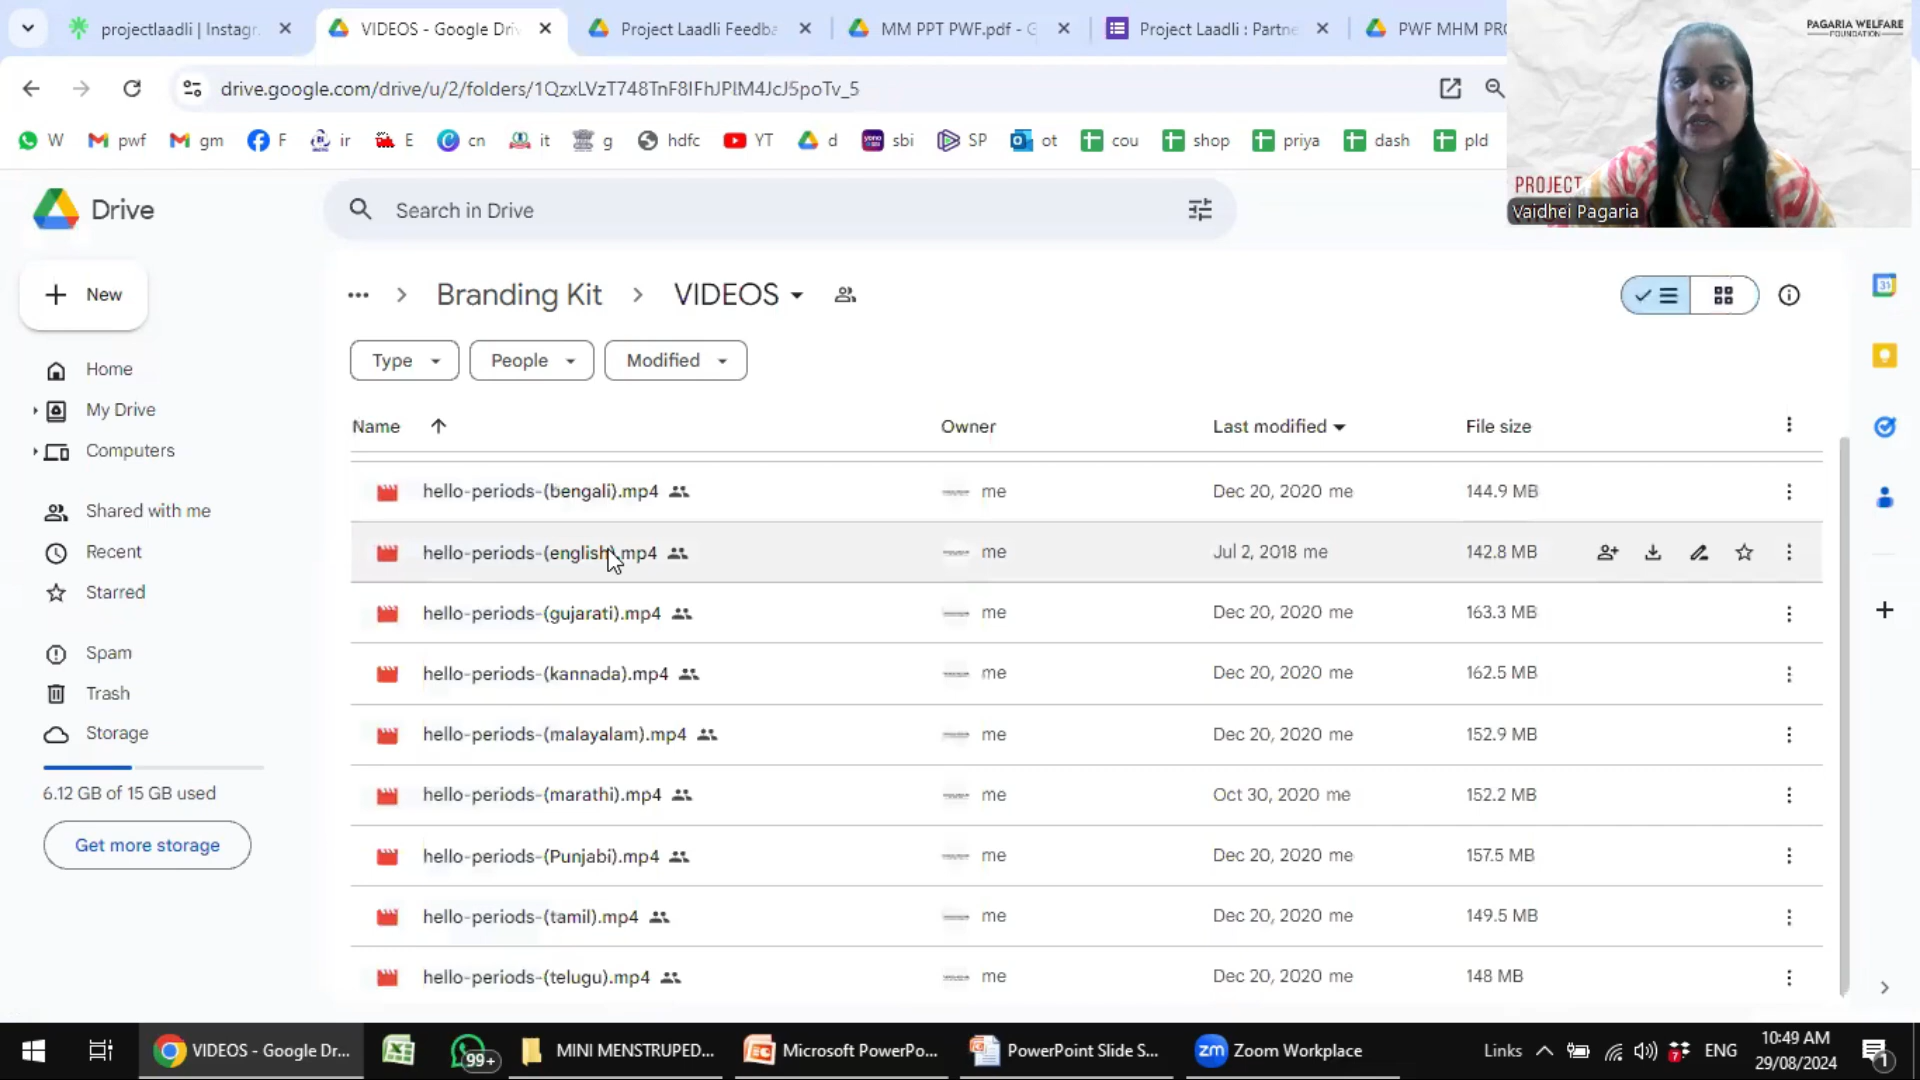 projectlaadli | Instagr
VIDEOS - Google Driv
Project Laadli Feedba
MM PPT PWF.pdf - G
Project Laadli : Partne
PWF MHM PRO
drive.google.com/drive/u/2/folders/1QzxLVzT748TnF8IFhJPIM4JcJ5poTv_5
W
pwf
gm
F
ir
E
cn
it
g
hdfc
YT
d
sbi
SP
ot
cou
shop
priya
dash
pld
PAGARIA WELFARE
FOUNDATION
PROJECT
Vaidhei Pagaria
Drive
Search in Drive
New
Home
My Drive
Computers
Shared with me
Recent
Starred
Spam
Trash
Storage
6.12 GB of 15 GB used
Get more storage
... > Branding Kit > VIDEOS
Type
People
Modified
Name
Owner
Last modified
File size
hello-periods-(bengali).mp4 me Dec 20, 2020 me 144.9 MB
hello-periods-(english).mp4 me Jul 2, 2018 me 142.8 MB
hello-periods-(gujarati).mp4 me Dec 20, 2020 me 163.3 MB
hello-periods-(kannada).mp4 me Dec 20, 2020 me 162.5 MB
hello-periods-(malayalam).mp4 me Dec 20, 2020 me 152.9 MB
hello-periods-(marathi).mp4 me Oct 30, 2020 me 152.2 MB
hello-periods-(Punjabi).mp4 me Dec 20, 2020 me 157.5 MB
hello-periods-(tamil).mp4 me Dec 20, 2020 me 149.5 MB
hello-periods-(telugu).mp4 me Dec 20, 2020 me 148 MB
VIDEOS - Google Dr...
99+
MINI MENSTRUPED...
Microsoft PowerPo...
PowerPoint Slide S...
zm
Zoom Workplace
Links
7
ENG
10:49 AM
29/08/2024
1